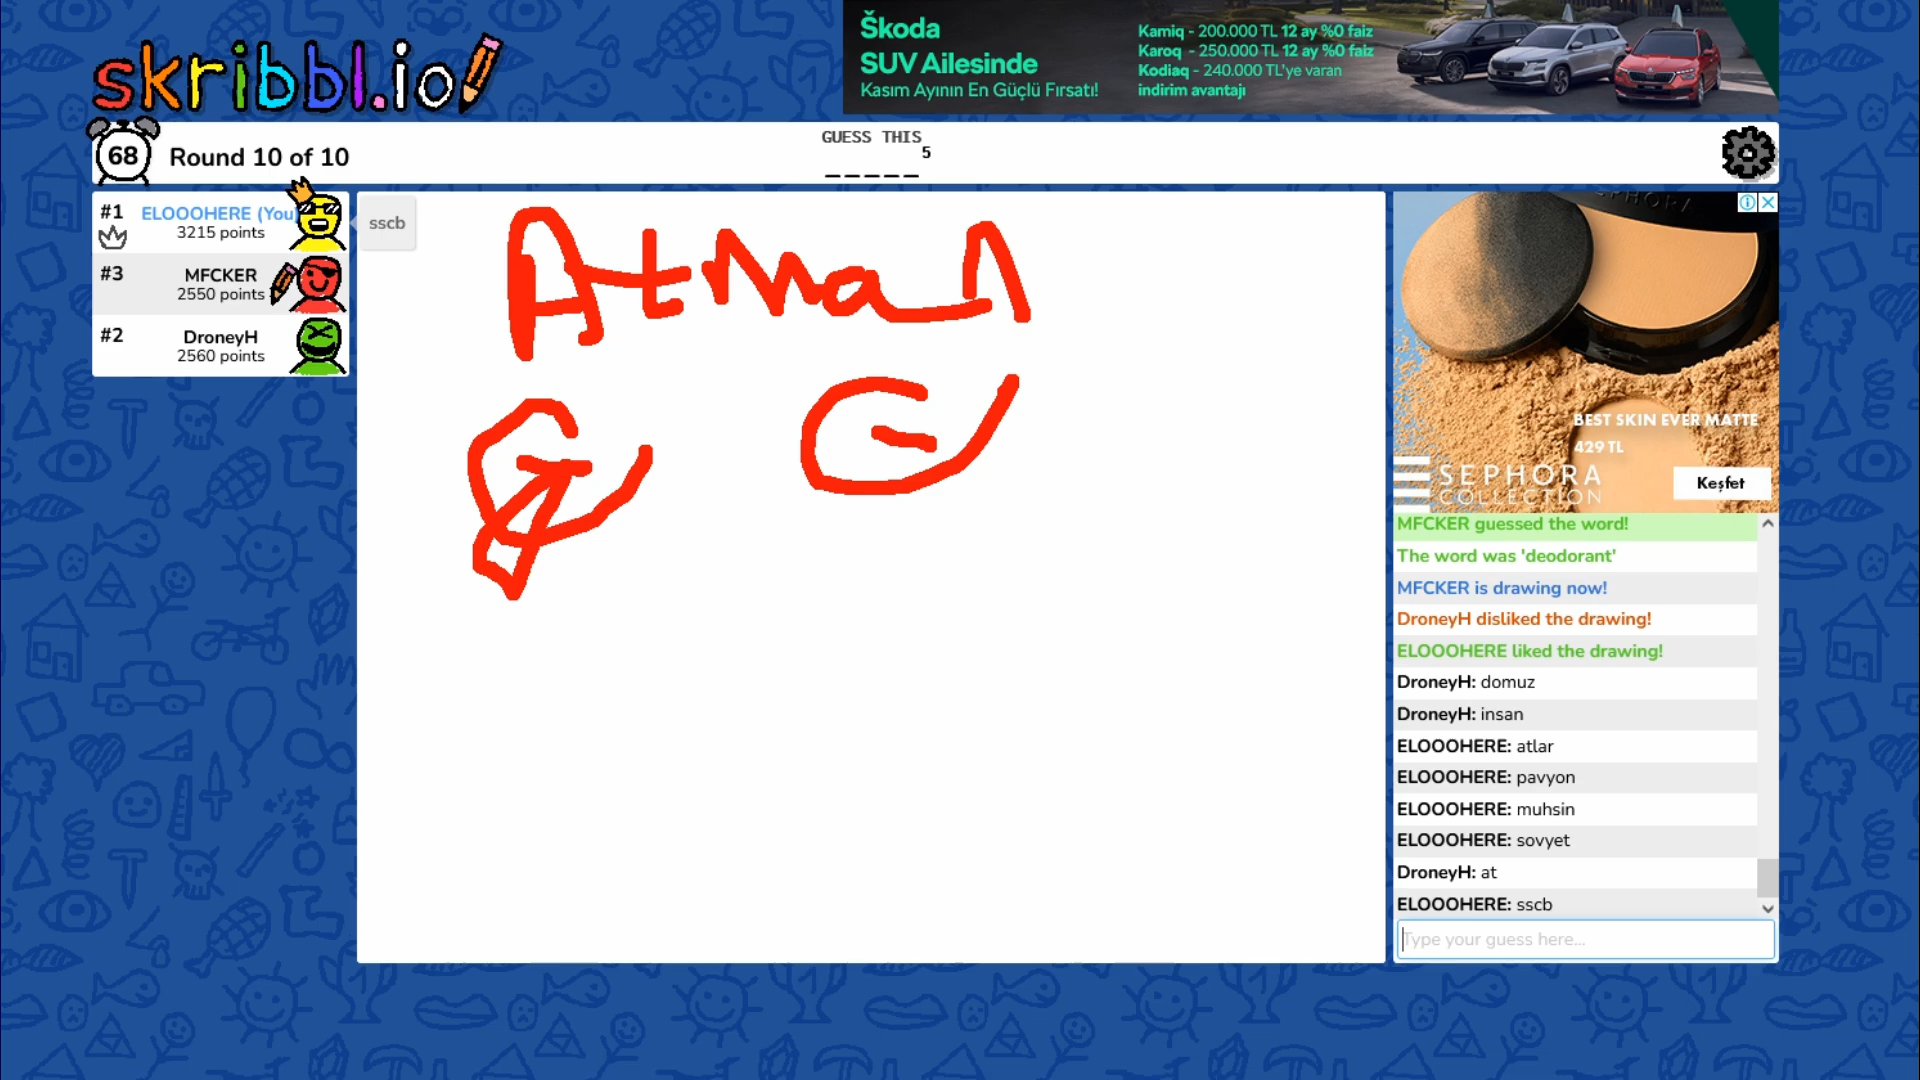 skribbl.io
Škoda
SUV Ailesinde
Kasım Ayının En Güçlü Fırsatı!
Kamiq - 200.000 TL 12 ay %0 faiz
Karoq - 250.000 TL 12 ay %0 faiz
Kodiaq - 240.000 TL'ye varan
indirim avantajı
68
Round 10 of 10
GUESS THIS
_____ 5
#1 ELOOOHERE (You)
3215 points
#3 MFCKER
2550 points
#2 DroneyH
2560 points
sscb
SEPHORA
BEST SKIN EVER MATTE
429 TL
SEPHORA
COLLECTION
Keşfet
MFCKER guessed the word!
The word was 'deodorant'
MFCKER is drawing now!
DroneyH disliked the drawing!
ELOOOHERE liked the drawing!
DroneyH: domuz
DroneyH: insan
ELOOOHERE: atlar
ELOOOHERE: pavyon
ELOOOHERE: muhsin
ELOOOHERE: sovyet
DroneyH: at
ELOOOHERE: sscb
Type your guess here...